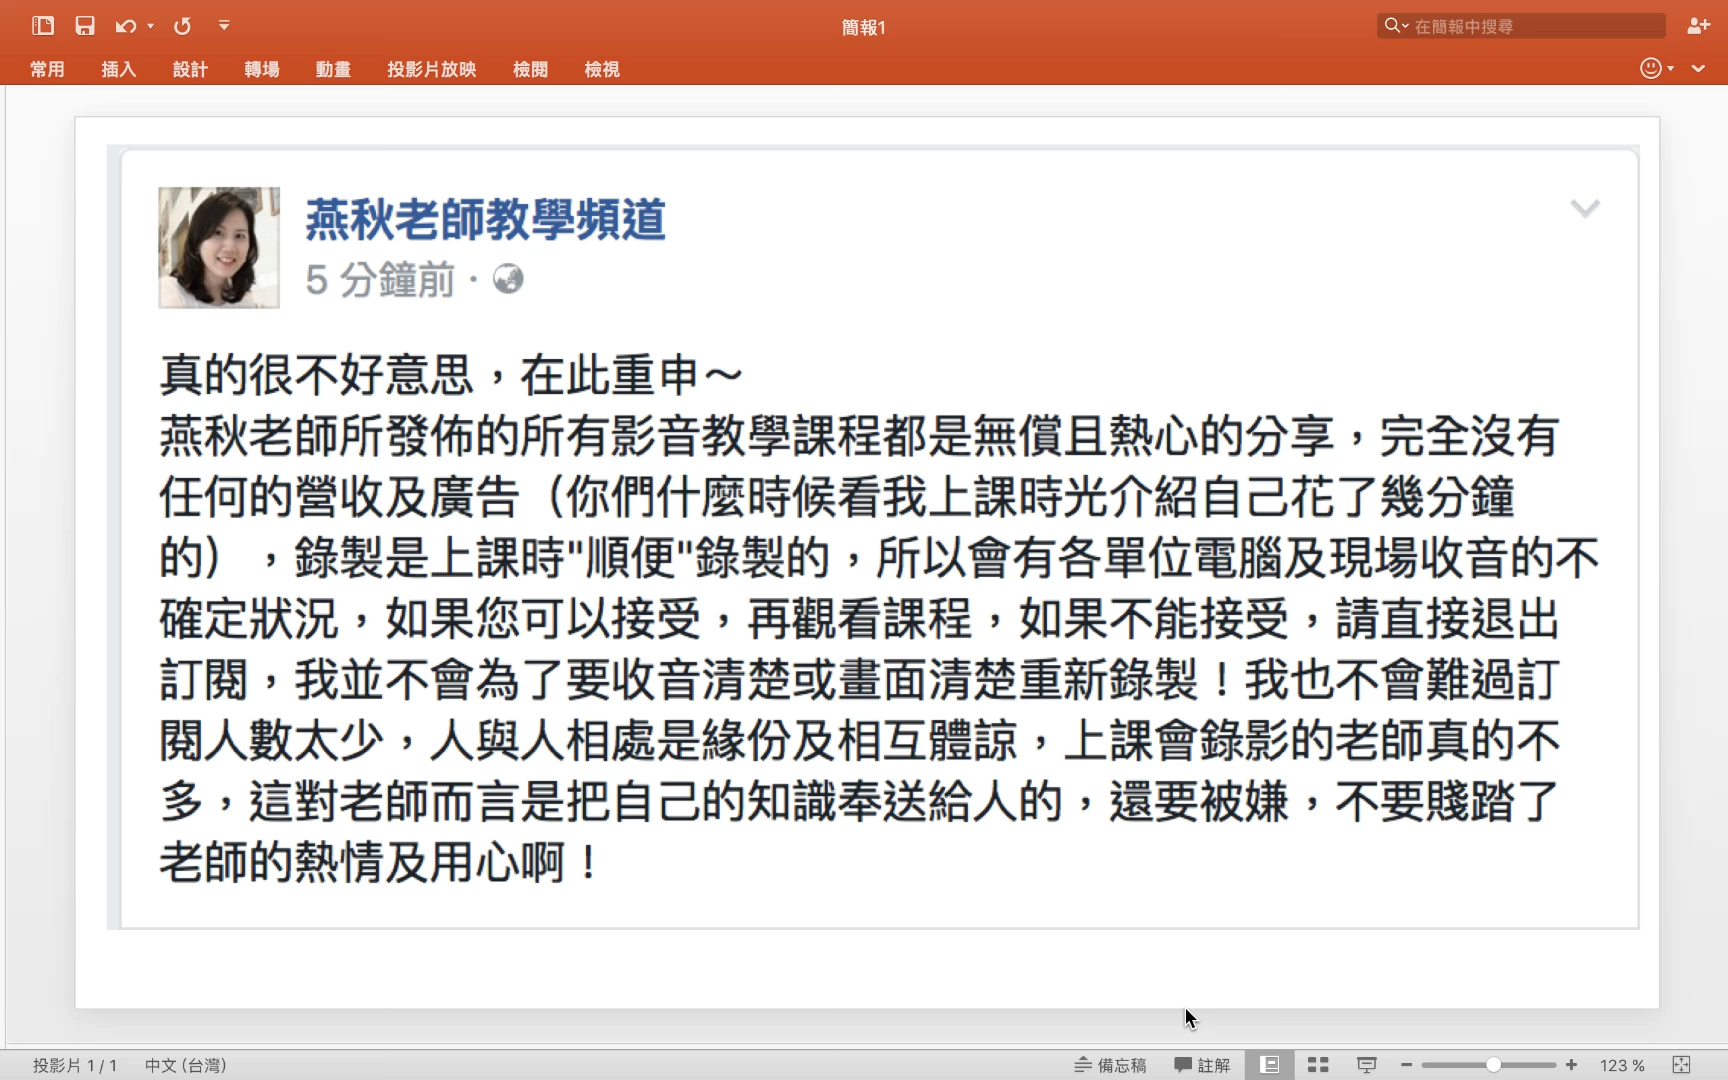 簡報1
在簡報中搜尋
常用 插入 設計 轉場 動畫 投影片放映 檢閱 檢視
燕秋老師教學頻道
5 分鐘前 ·
真的很不好意思，在此重申～
燕秋老師所發佈的所有影音教學課程都是無償且熱心的分享，完全沒有
任何的營收及廣告（你們什麼時候看我上課時光介紹自己花了幾分鐘
的），錄製是上課時"順便"錄製的，所以會有各單位電腦及現場收音的不
確定狀況，如果您可以接受，再觀看課程，如果不能接受，請直接退出
訂閱，我並不會為了要收音清楚或畫面清楚重新錄製！我也不會難過訂
閱人數太少，人與人相處是緣份及相互體諒，上課會錄影的老師真的不
多，這對老師而言是把自己的知識奉送給人的，還要被嫌，不要賤踏了
老師的熱情及用心啊！
投影片 1 / 1 中文 (台灣) 備忘稿 註解 123 %